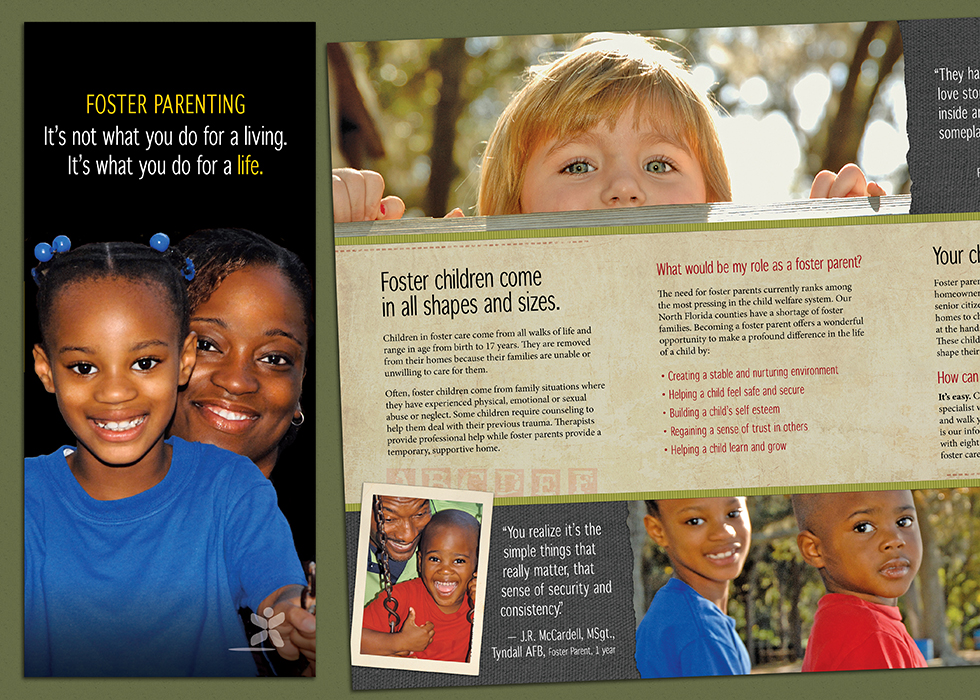 FOSTER PARENTING
It's not what you do for a living.
It's what you do for a life.
Foster children come
in all shapes and sizes.
Children in foster care come from all walks of life and
range in age from birth to 17 years. They are removed
from their homes because their families are unable or
unwilling to care for them.
Often, foster children come from family situations where
they have experienced physical, emotional or sexual
abuse or neglect. Some children require counseling to
help them deal with their previous trauma. Therapists
provide professional help while foster parents provide a
temporary, supportive home.
A B C D E F
What would be my role as a foster parent?
The need for foster parents currently ranks among
the most pressing in the child welfare system. Our
North Florida counties have a shortage of foster
families. Becoming a foster parent offers a wonderful
opportunity to make a profound difference in the life
of a child by:
• Creating a stable and nurturing environment
• Helping a child feel safe and secure
• Building a child's self esteem
• Regaining a sense of trust in others
• Helping a child learn and grow
"They ha
love sto
inside a
somepla
Your c
Foster pare
homeowner
senior citize
homes to c
at the hand
These child
shape their
How can
It's easy. C
specialist
and walk y
is our info
with eight
foster care
"You realize it's the
simple things that
really matter, that
sense of security and
consistency."
— J.R. McCardell, MSgt.,
Tyndall AFB, Foster Parent, 1 year